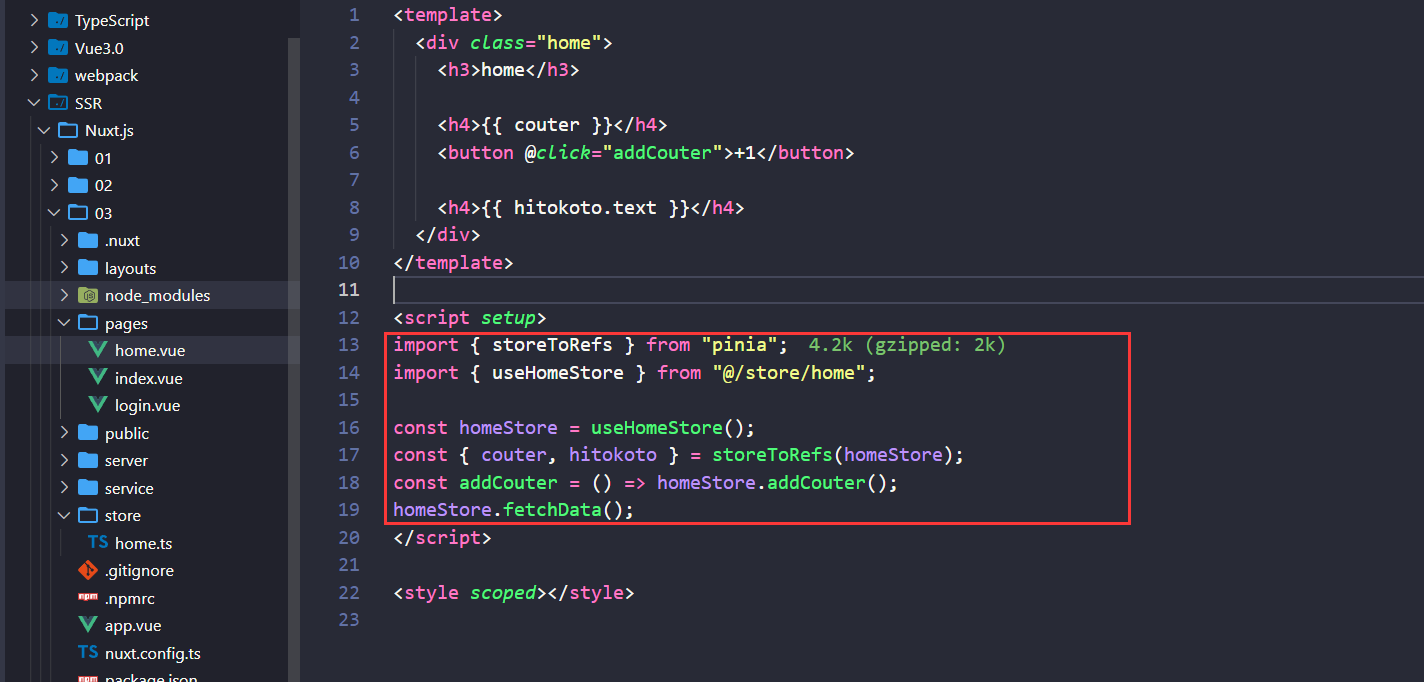 TypeScript
Vue3.0
webpack
SSR
Nuxt.js
01
02
03
.nuxt
layouts
node_modules
pages
home.vue
index.vue
login.vue
public
server
service
store
TS home.ts
.gitignore
npm .npmrc
app.vue
TS nuxt.config.ts
npm package.json
1 <template>
2 <div class="home">
3 <h3>home</h3>
4
5 <h4>{{ couter }}</h4>
6 <button @click="addCouter">+1</button>
7
8 <h4>{{ hitokoto.text }}</h4>
9 </div>
10 </template>
11
12 <script setup>
13 import { storeToRefs } from "pinia"; 4.2k (gzipped: 2k)
14 import { useHomeStore } from "@/store/home";
15
16 const homeStore = useHomeStore();
17 const { couter, hitokoto } = storeToRefs(homeStore);
18 const addCouter = () => homeStore.addCouter();
19 homeStore.fetchData();
20 </script>
21
22 <style scoped></style>
23